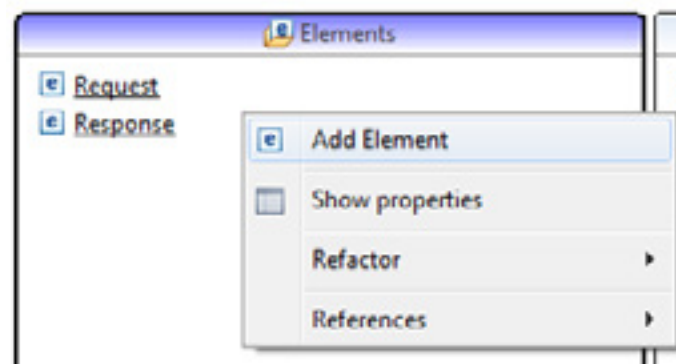 Elements
Request
Response
Add Element
Show properties
Refactor
References